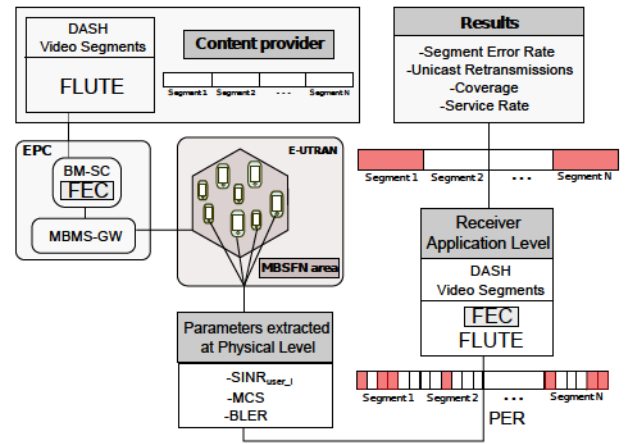 DASH
Video Segments
FLUTE
Content provider
Segment 1 Segment 2 - - - Segment N
EPC
BM-SC
FEC
MBMS-GW
E-UTRAN
MBSFN area
Parameters extracted
at Physical Level
-SINRuser_i
-MCS
-BLER
Results
-Segment Error Rate
-Unicast Retransmissions
-Coverage
-Service Rate
Segment 1 Segment 2 ... Segment N
Receiver
Application Level
DASH
Video Segments
FEC
FLUTE
Segment 1 Segment 2 ... Segment N
PER